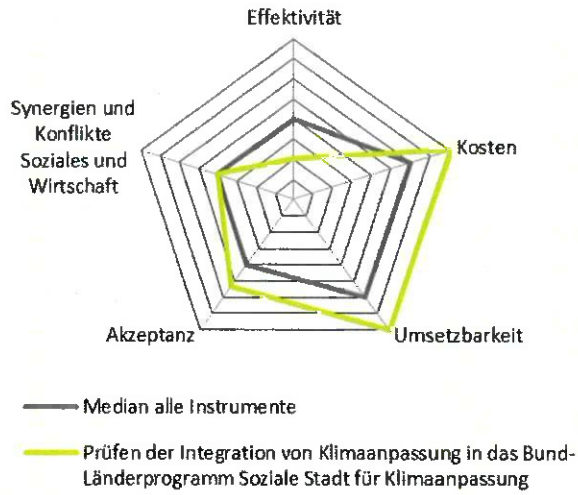 Effektivität
Synergien und
Konflikte
Soziales und
Wirtschaft
Kosten
Akzeptanz
Umsetzbarkeit
Median alle Instrumente
Prüfen der Integration von Klimaanpassung in das Bund-
Länderprogramm Soziale Stadt für Klimaanpassung